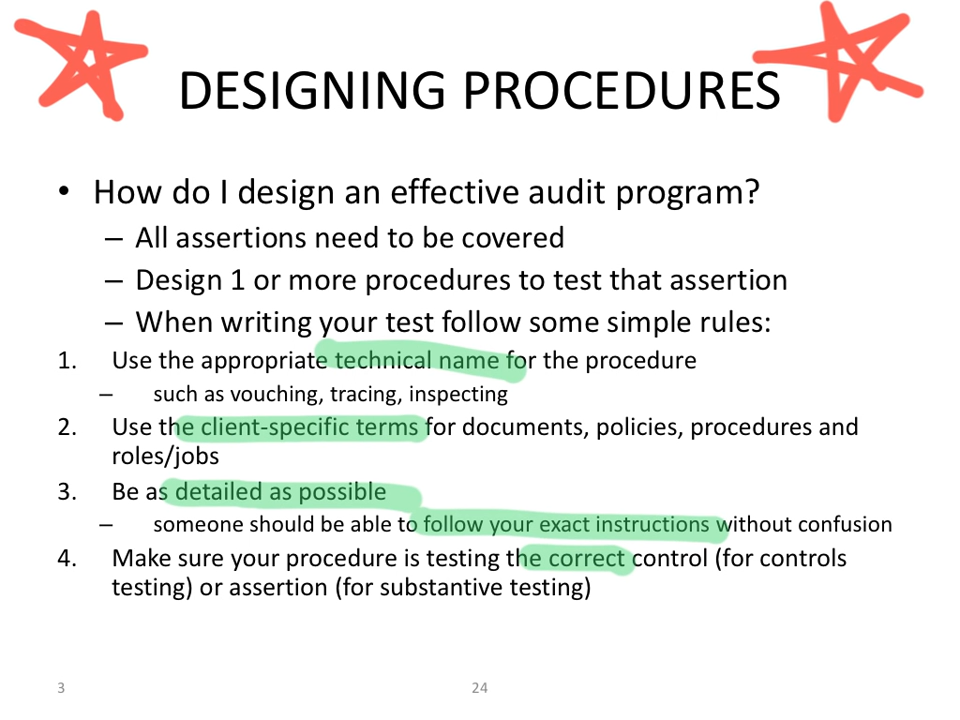 DESIGNING PROCEDURES
• How do I design an effective audit program?
– All assertions need to be covered
– Design 1 or more procedures to test that assertion
– When writing your test follow some simple rules:
1. Use the appropriate technical name for the procedure
– such as vouching, tracing, inspecting
2. Use the client-specific terms for documents, policies, procedures and
roles/jobs
3. Be as detailed as possible
– someone should be able to follow your exact instructions without confusion
4. Make sure your procedure is testing the correct control (for controls
testing) or assertion (for substantive testing)
3 24